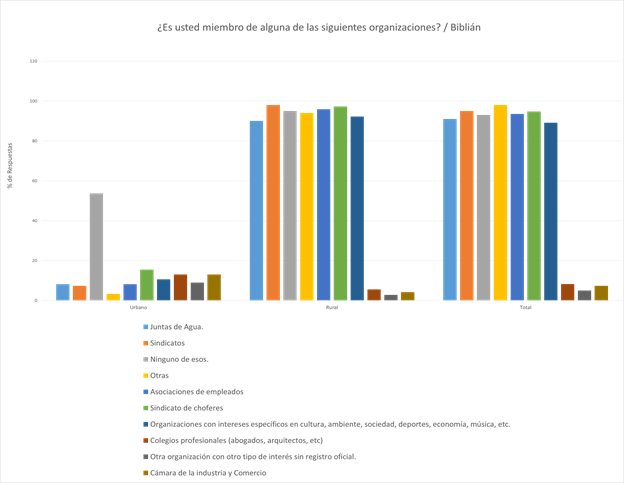 ¿Es usted miembro de alguna de las siguientes organizaciones? / Biblián
120
100
80
60
40
20
0
% de Respuestas
Urbano
Rural
Total
Juntas de Agua.
Sindicatos
Ninguno de esos.
Otras
Asociaciones de empleados
Sindicato de choferes
Organizaciones con intereses específicos en cultura, ambiente, sociedad, deportes, economía, música, etc.
Colegios profesionales (abogados, arquitectos, etc)
Otra organización con otro tipo de interés sin registro oficial.
Cámara de la industria y Comercio